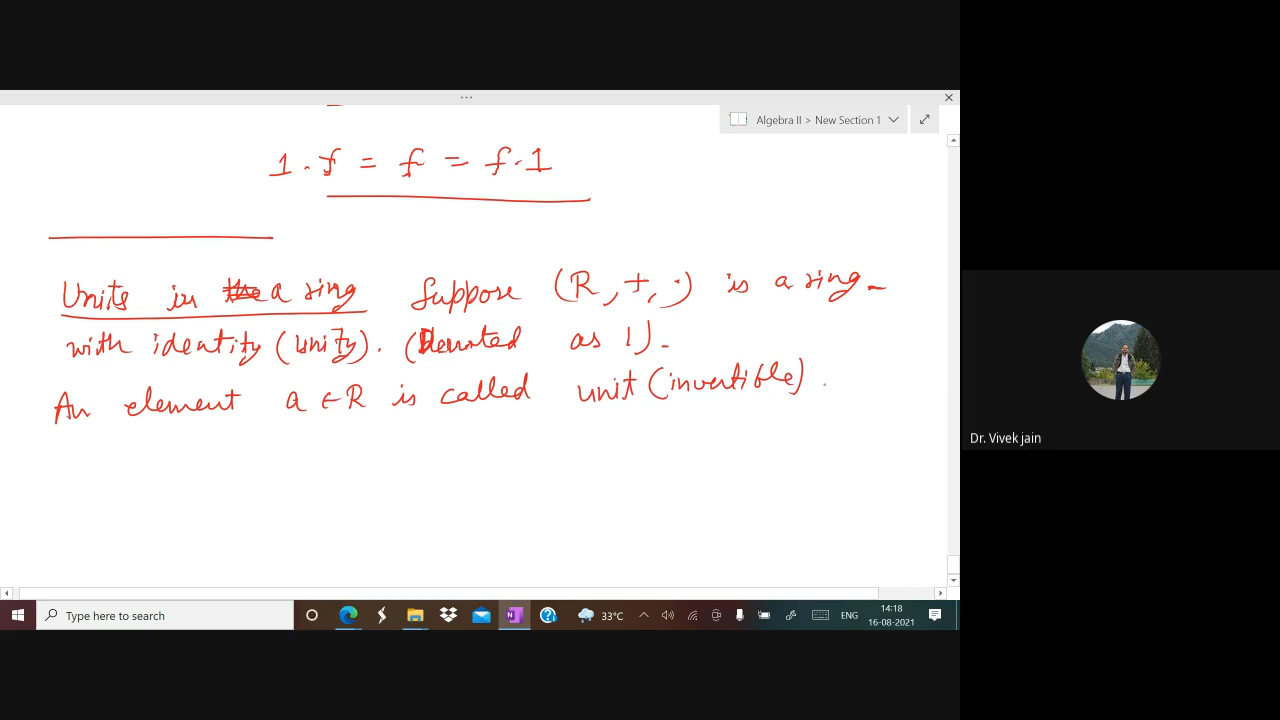 Algebra II > New Section 1
1 . f = f = f . 1
Units in a ring Suppose (R, +, ·) is a ring
with identity (unity). (Denoted as 1).
An element a ∈ R is called unit (invertible)
Dr. Vivek jain
Type here to search
33°C
ENG
14:18
16-08-2021